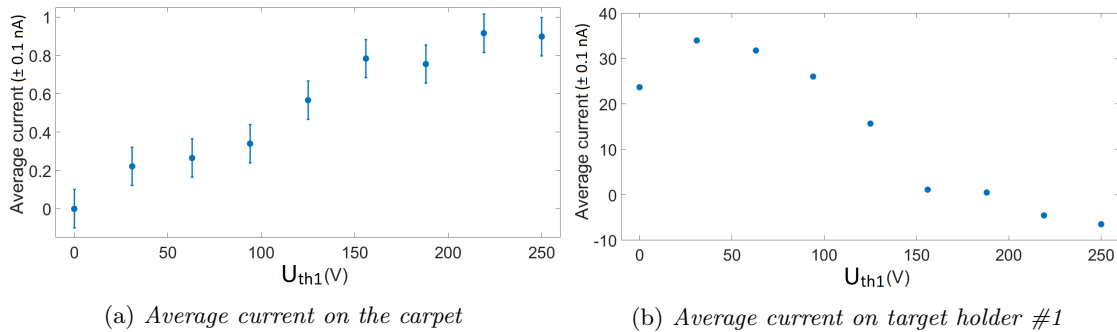 Average current (± 0.1 nA)
1
0.8
0.6
0.4
0.2
0
0 50 100 150 200 250
U_th1(V)
(a) Average current on the carpet
Average current (± 0.1 nA)
40
30
20
10
0
-10
0 50 100 150 200 250
U_th1(V)
(b) Average current on target holder #1